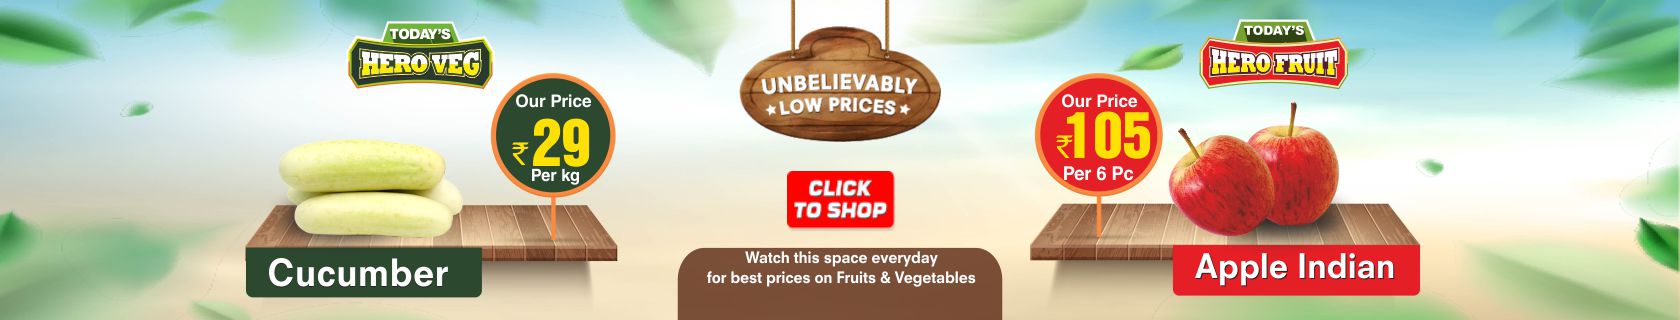 TODAY'S
HERO VEG
Our Price
₹29
Per kg
Cucumber
UNBELIEVABLY
LOW PRICES
CLICK
TO SHOP
Watch this space everyday
for best prices on Fruits & Vegetables
TODAY'S
HERO FRUIT
Our Price
₹105
Per 6 Pc
Apple Indian